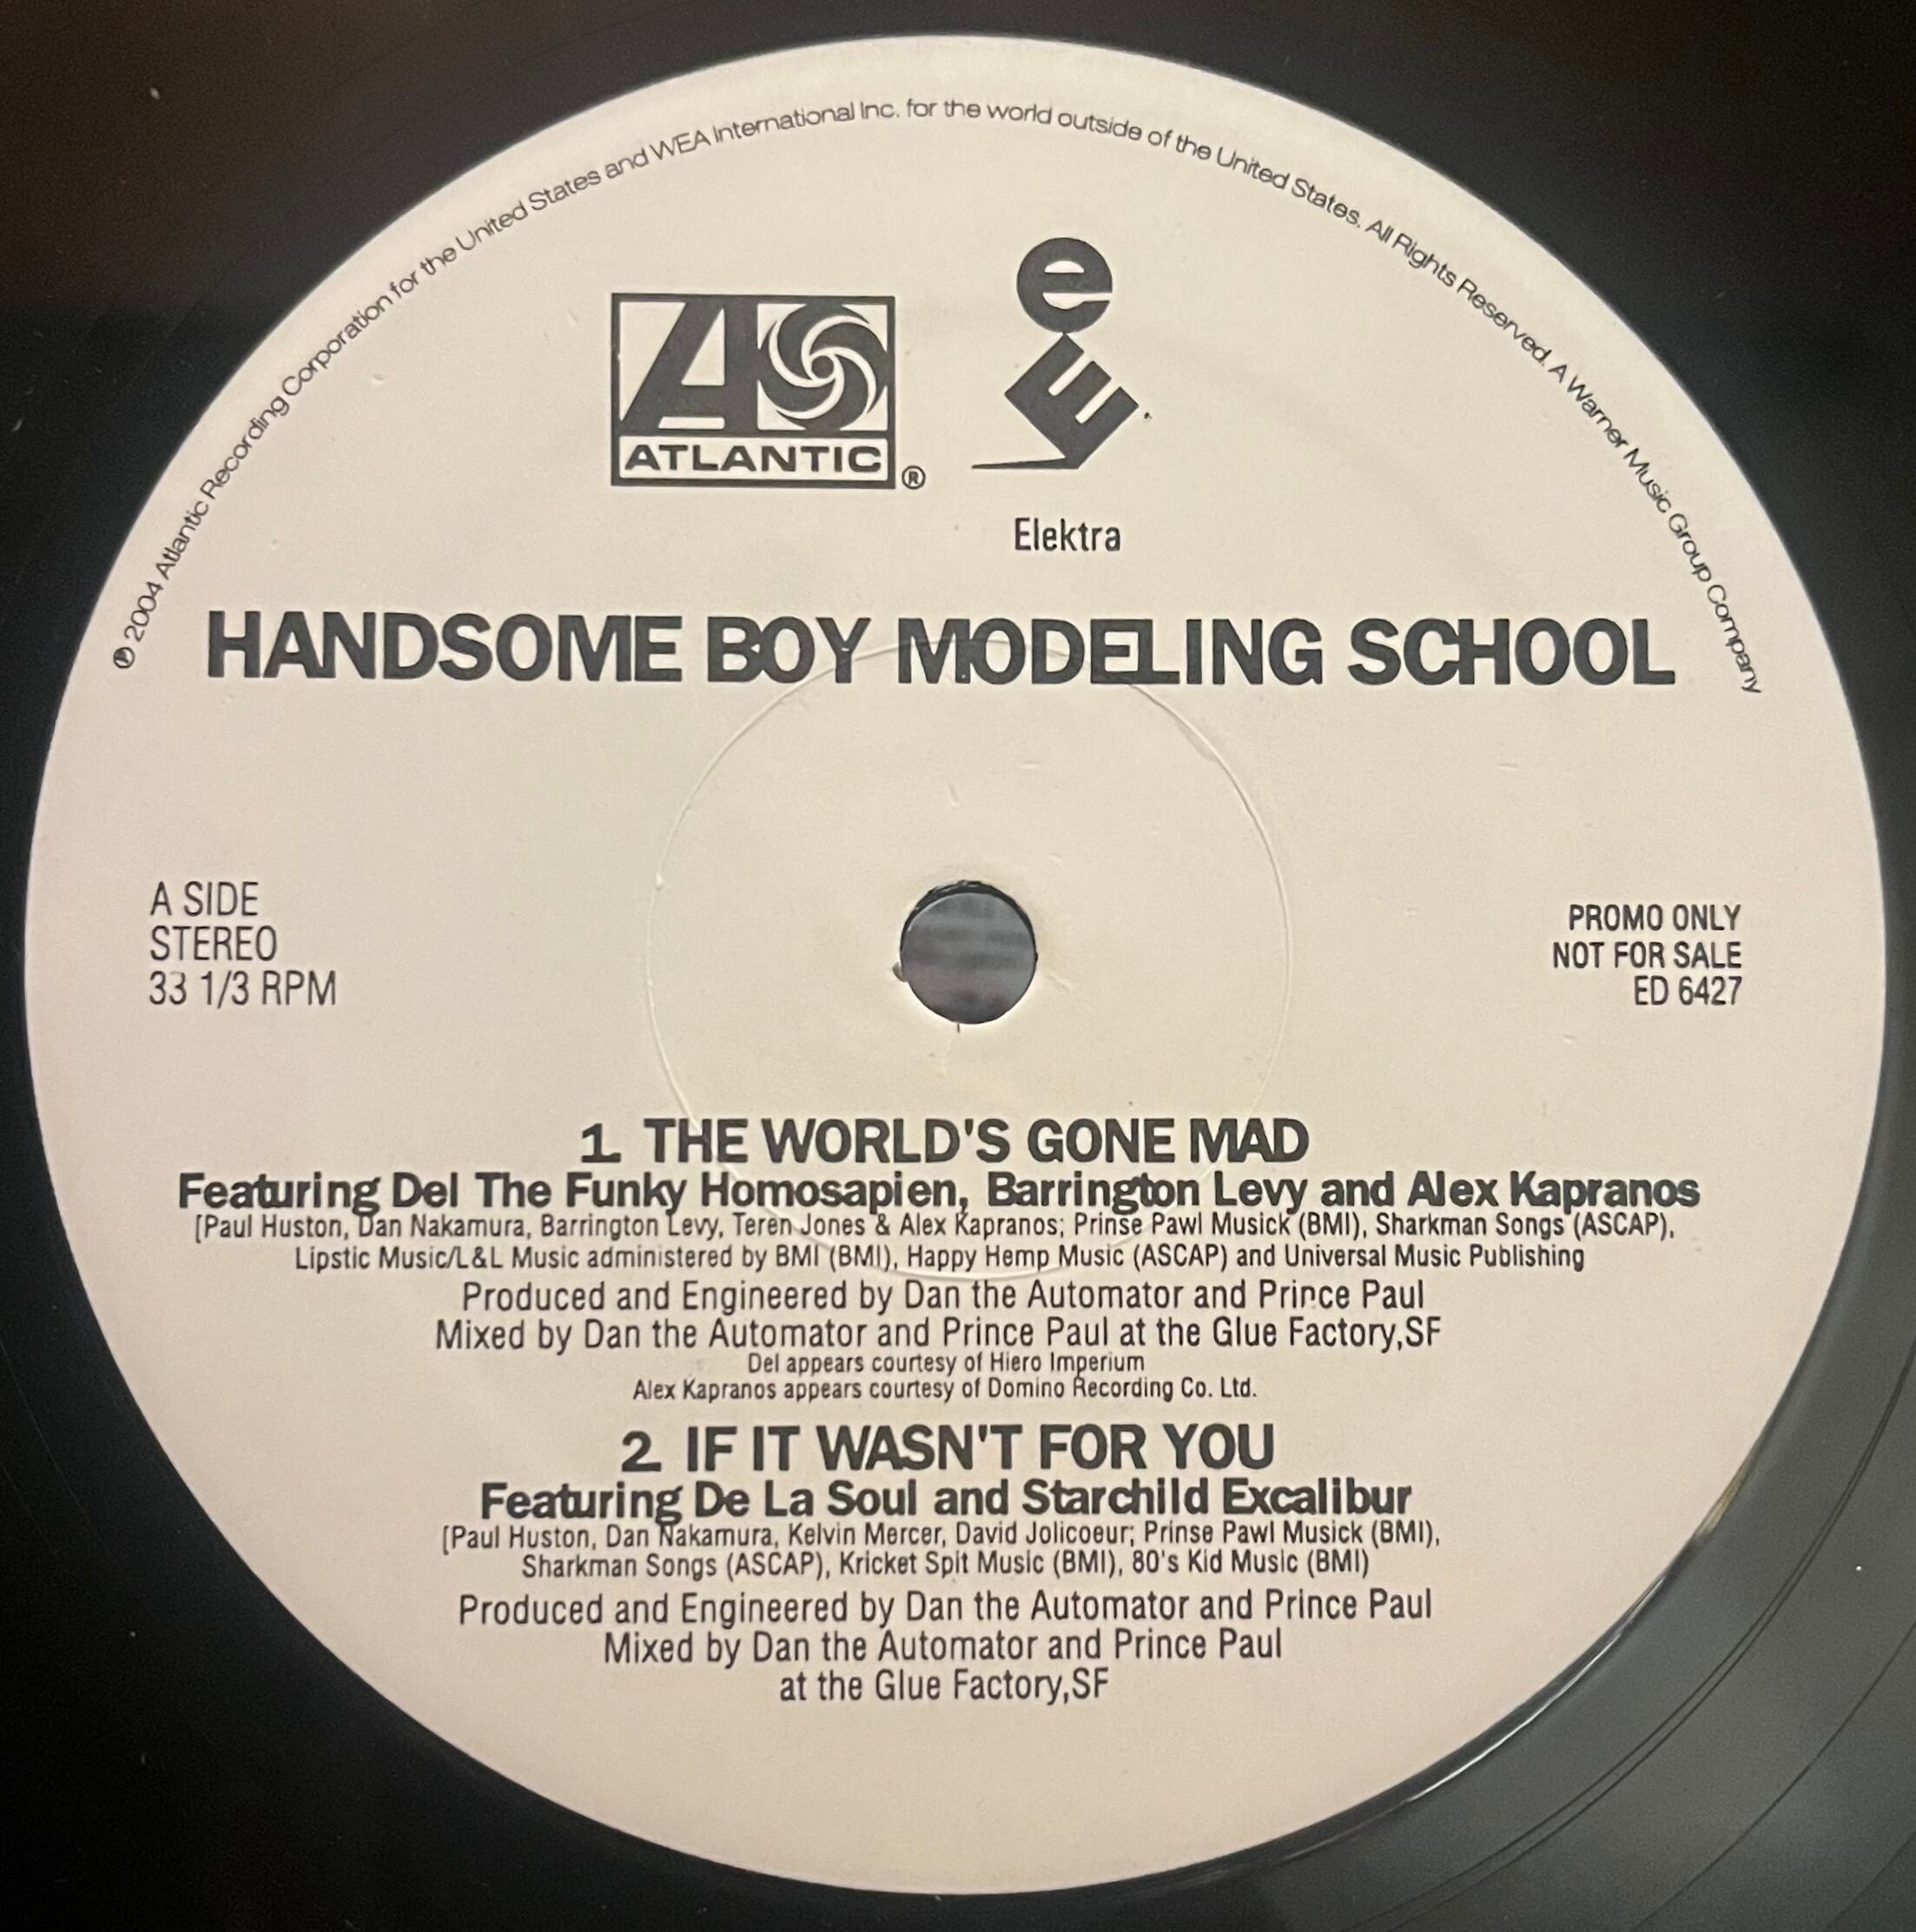 ℗ 2004 Atlantic Recording Corporation for the United States and WEA International Inc. for the world outside of the United States. All Rights Reserved. A Warner Music Group Company
e
E
A
ATLANTIC®
Elektra
HANDSOME BOY MODELING SCHOOL
A SIDE
STEREO
33 1/3 RPM
PROMO ONLY
NOT FOR SALE
ED 6427
1. THE WORLD'S GONE MAD
Featuring Del The Funky Homosapien, Barrington Levy and Alex Kapranos
[Paul Huston, Dan Nakamura, Barrington Levy, Teren Jones & Alex Kapranos; Prinse Pawl Musick (BMI), Sharkman Songs (ASCAP),
Lipstic Music/L&L Music administered by BMI (BMI), Happy Hemp Music (ASCAP) and Universal Music Publishing
Produced and Engineered by Dan the Automator and Prince Paul
Mixed by Dan the Automator and Prince Paul at the Glue Factory,SF
Del appears courtesy of Hiero Imperium
Alex Kapranos appears courtesy of Domino Recording Co. Ltd.
2. IF IT WASN'T FOR YOU
Featuring De La Soul and Starchild Excalibur
[Paul Huston, Dan Nakamura, Kelvin Mercer, David Jolicoeur; Prinse Pawl Musick (BMI),
Sharkman Songs (ASCAP), Kricket Spit Music (BMI), 80's Kid Music (BMI)
Produced and Engineered by Dan the Automator and Prince Paul
Mixed by Dan the Automator and Prince Paul
at the Glue Factory,SF